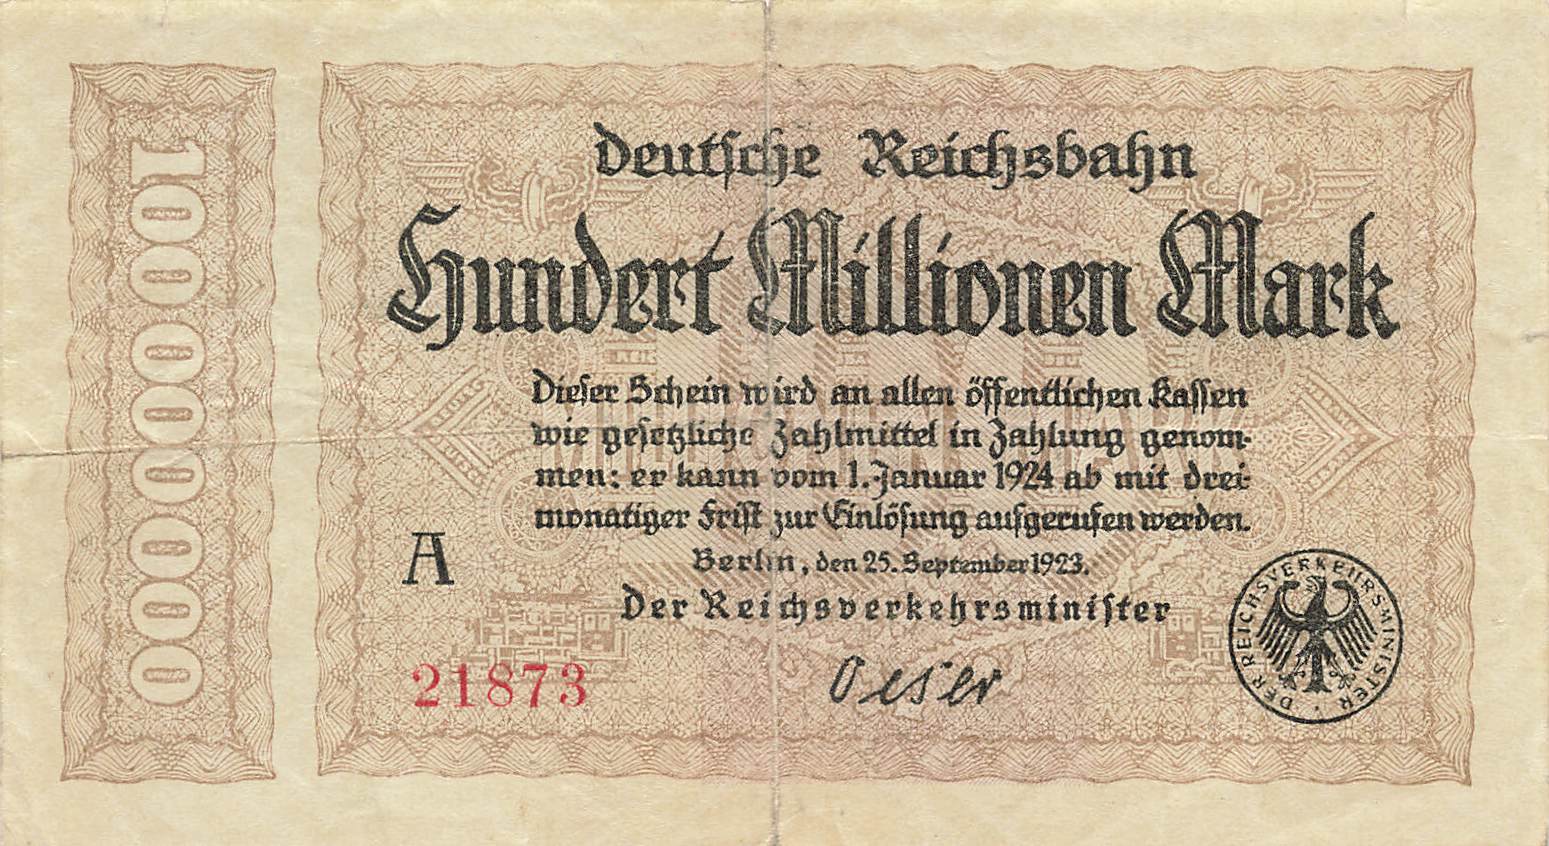 100000000
Deutsche Reichsbahn
Hundert Millionen Mark
Dieser Schein wird an allen öffentlichen Kassen
wie gesetzliche Zahlmittel in Zahlung genom-
men: er kann vom 1. Januar 1924 ab mit drei-
monatiger Frist zur Einlösung aufgerufen werden.
Berlin, den 25. September 1923.
Der Reichsverkehrsminister
A
21873
Oeser
DER REICHSVERKEHRSMINISTER